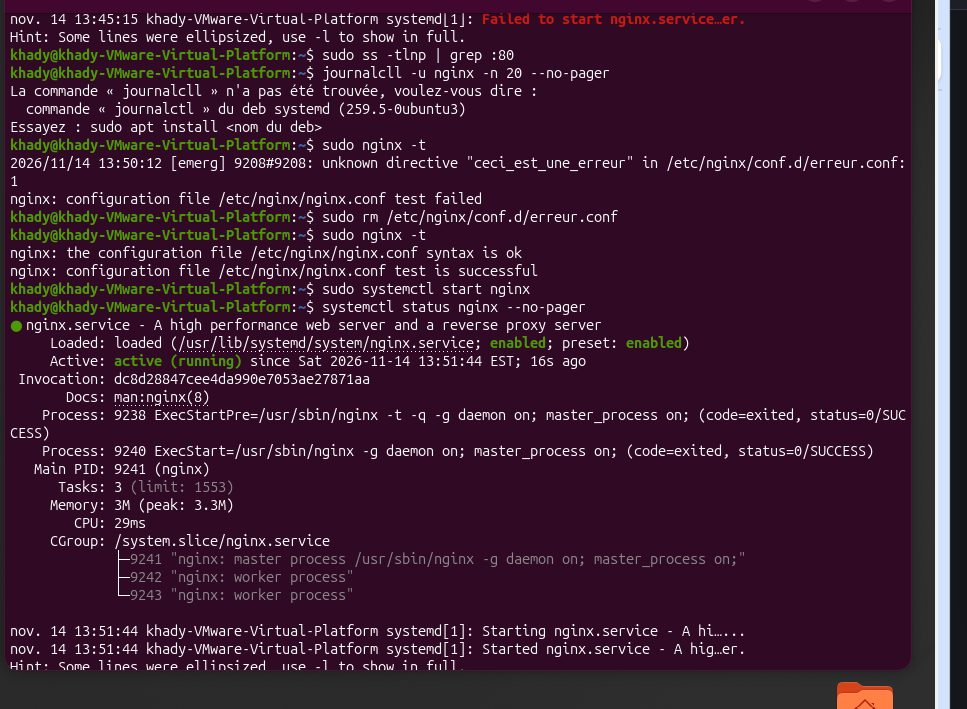 nov. 14 13:45:15 khady-VMware-Virtual-Platform systemd[1]: Failed to start nginx.service…er.
Hint: Some lines were ellipsized, use -l to show in full.
khady@khady-VMware-Virtual-Platform:~$ sudo ss -tlnp | grep :80
khady@khady-VMware-Virtual-Platform:~$ journalcll -u nginx -n 20 --no-pager
La commande « journalcll » n'a pas été trouvée, voulez-vous dire :
  commande « journalctl » du deb systemd (259.5-0ubuntu3)
Essayez : sudo apt install <nom du deb>
khady@khady-VMware-Virtual-Platform:~$ sudo nginx -t
2026/11/14 13:50:12 [emerg] 9208#9208: unknown directive "ceci_est_une_erreur" in /etc/nginx/conf.d/erreur.conf:
1
nginx: configuration file /etc/nginx/nginx.conf test failed
khady@khady-VMware-Virtual-Platform:~$ sudo rm /etc/nginx/conf.d/erreur.conf
khady@khady-VMware-Virtual-Platform:~$ sudo nginx -t
nginx: the configuration file /etc/nginx/nginx.conf syntax is ok
nginx: configuration file /etc/nginx/nginx.conf test is successful
khady@khady-VMware-Virtual-Platform:~$ sudo systemctl start nginx
khady@khady-VMware-Virtual-Platform:~$ systemctl status nginx --no-pager
● nginx.service - A high performance web server and a reverse proxy server
     Loaded: loaded (/usr/lib/systemd/system/nginx.service; enabled; preset: enabled)
     Active: active (running) since Sat 2026-11-14 13:51:44 EST; 16s ago
 Invocation: dc8d28847cee4da990e7053ae27871aa
       Docs: man:nginx(8)
    Process: 9238 ExecStartPre=/usr/sbin/nginx -t -q -g daemon on; master_process on; (code=exited, status=0/SUC
CESS)
    Process: 9240 ExecStart=/usr/sbin/nginx -g daemon on; master_process on; (code=exited, status=0/SUCCESS)
   Main PID: 9241 (nginx)
      Tasks: 3 (limit: 1553)
     Memory: 3M (peak: 3.3M)
        CPU: 29ms
     CGroup: /system.slice/nginx.service
             ├─9241 "nginx: master process /usr/sbin/nginx -g daemon on; master_process on;"
             ├─9242 "nginx: worker process"
             └─9243 "nginx: worker process"
nov. 14 13:51:44 khady-VMware-Virtual-Platform systemd[1]: Starting nginx.service - A hi…...
nov. 14 13:51:44 khady-VMware-Virtual-Platform systemd[1]: Started nginx.service - A hig…er.
Hint: Some lines were ellipsized, use -l to show in full.